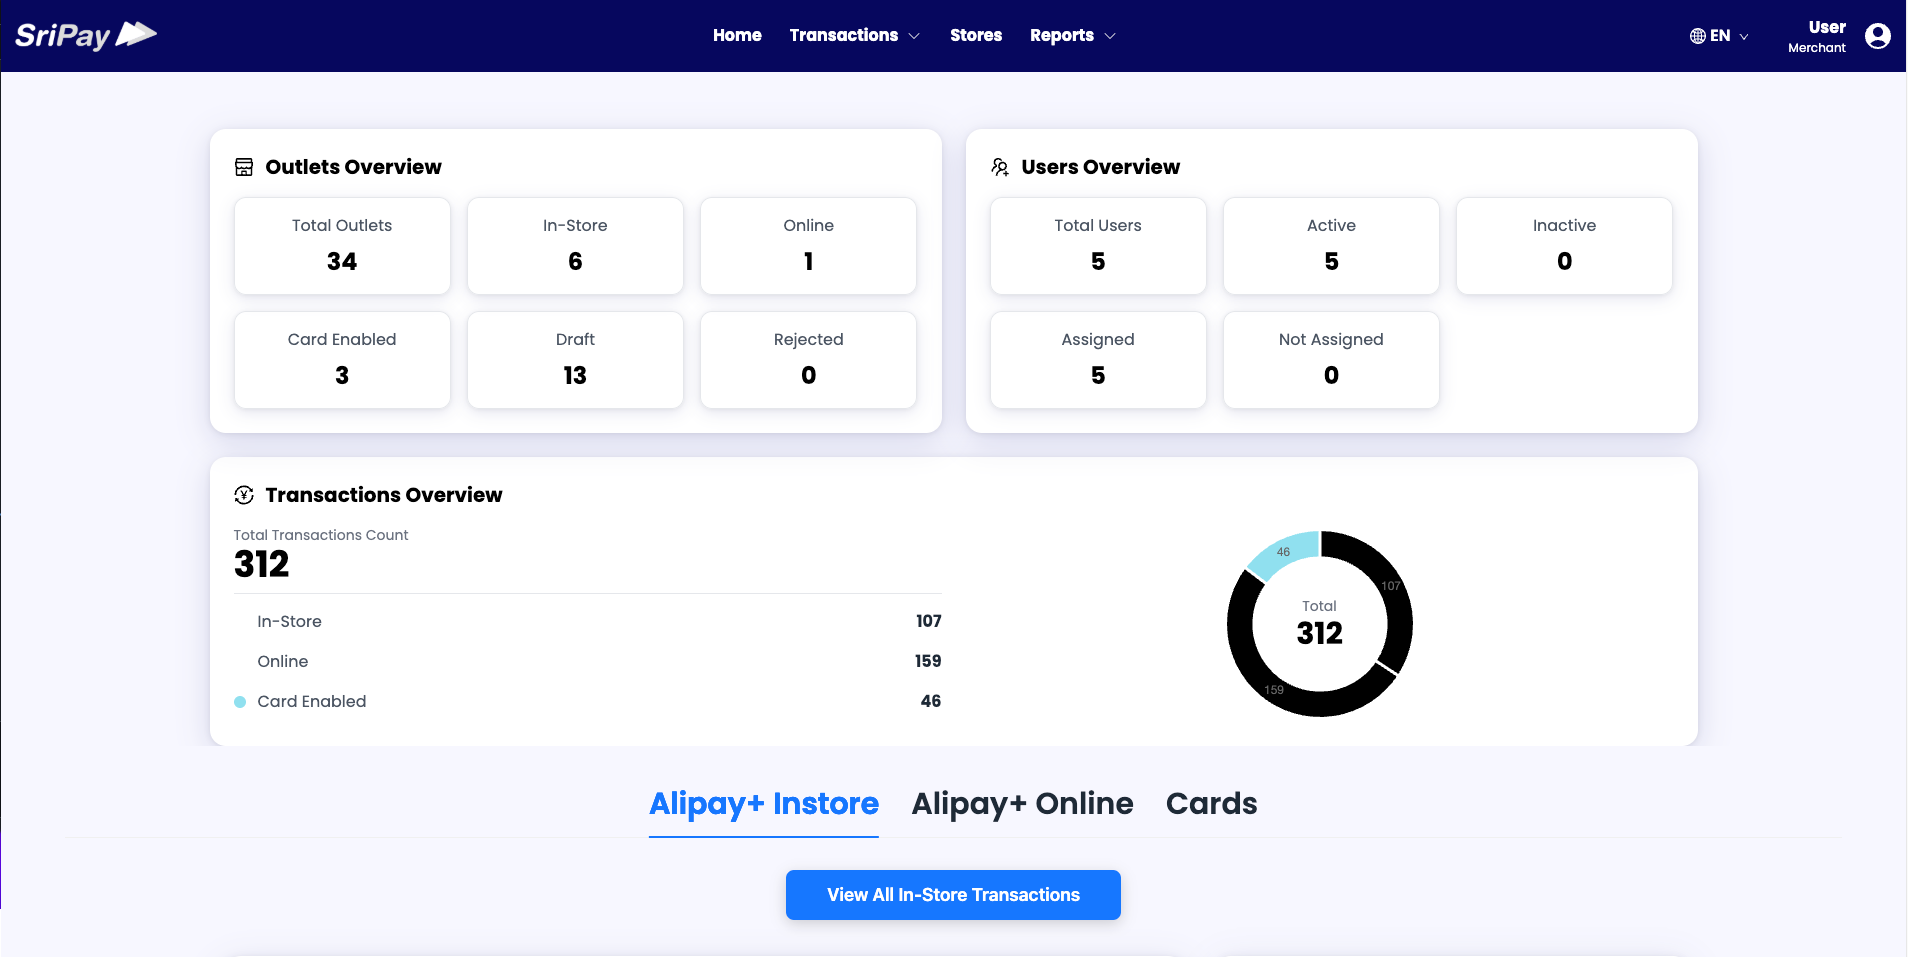 SriPay
Home
Transactions
Stores
Reports
EN
User
Merchant
Outlets Overview
Total Outlets
34
In-Store
6
Online
1
Card Enabled
3
Draft
13
Rejected
0
Users Overview
Total Users
5
Active
5
Inactive
0
Assigned
5
Not Assigned
0
Transactions Overview
Total Transactions Count
312
In-Store 107
Online 159
Card Enabled 46
46
107
159
Total
312
Alipay+ Instore
Alipay+ Online
Cards
View All In-Store Transactions